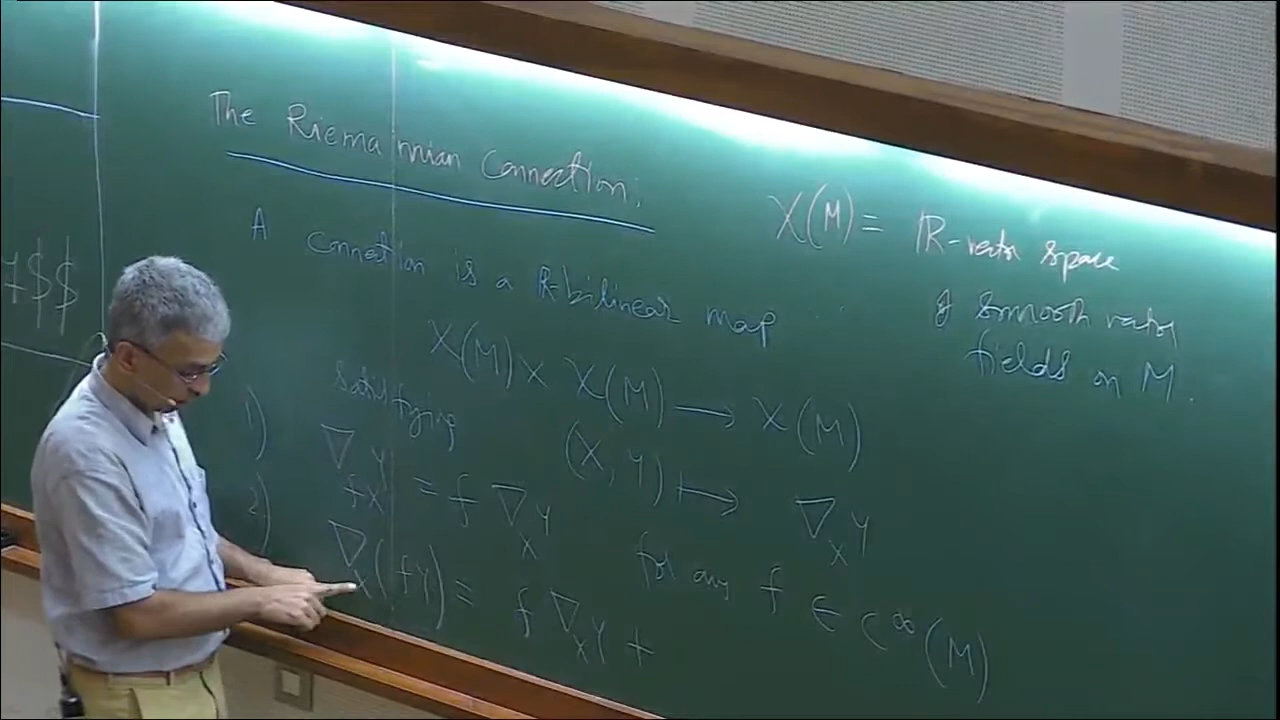 The Riemannian Connection:
X(M) = ℝ-vector space
of smooth vector
fields on M.
A connection is a ℝ-bilinear map
X(M) × X(M) ⟶ X(M)
(X, Y) ⟼ ∇_X Y
satisfying
1) ∇_{fX} Y = f ∇_X Y
for any f ∈ C^∞(M)
2) ∇_X (fY) = f ∇_X Y +
$$